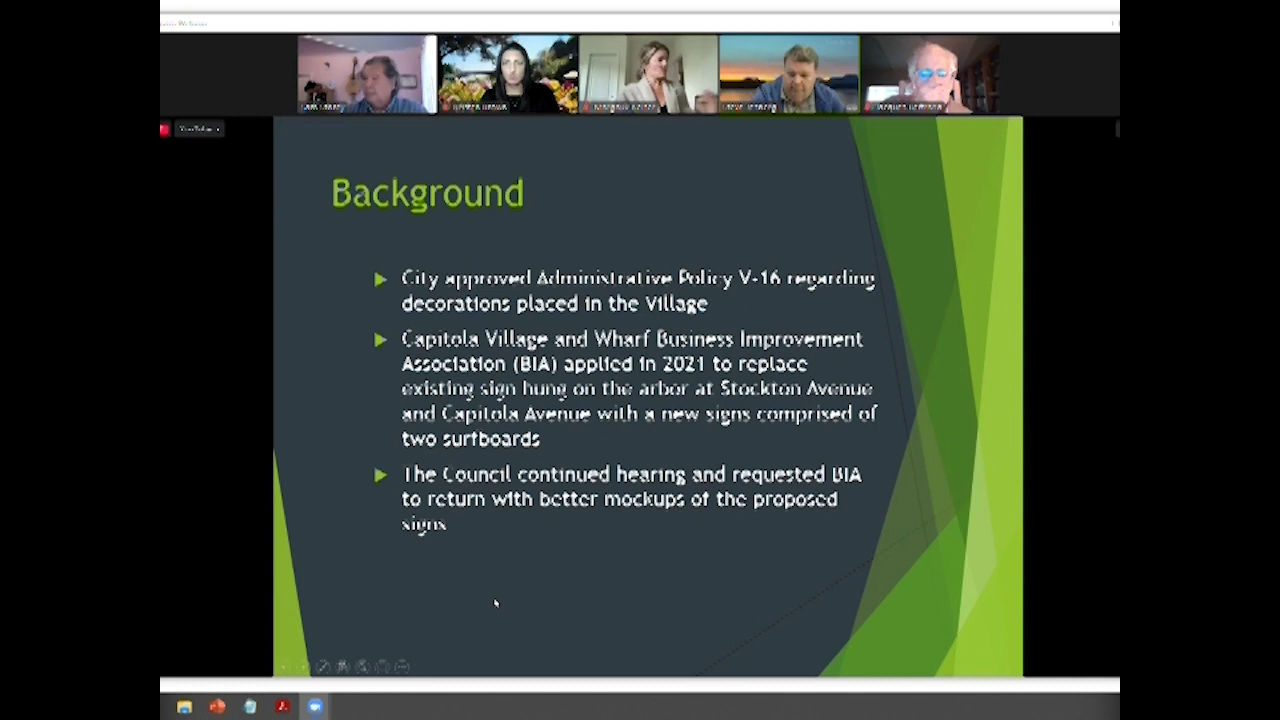 Background
City approved Administrative Policy V-16 regarding
decorations placed in the Village
Capitola Village and Wharf Business Improvement
Association (BIA) applied in 2021 to replace
existing sign hung on the arbor at Stockton Avenue
and Capitola Avenue with a new signs comprised of
two surfboards
The Council continued hearing and requested BIA
to return with better mockups of the proposed
signs